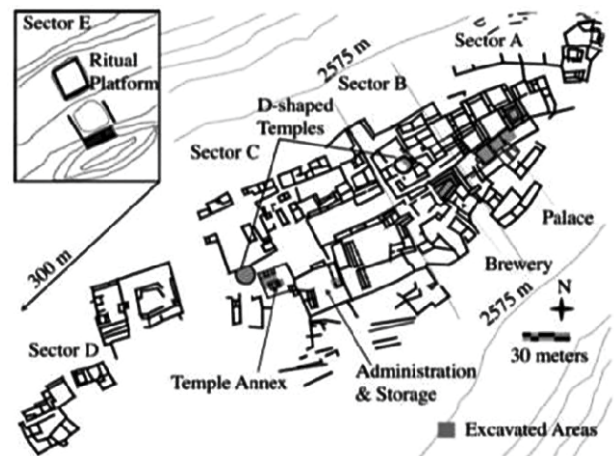 Sector E
Ritual
Platform
300 m
2575 m
Sector A
Sector B
D-shaped
Temples
Sector C
Palace
Brewery
2575 m
N
30 meters
Sector D
Temple Annex
Administration
& Storage
Excavated Areas